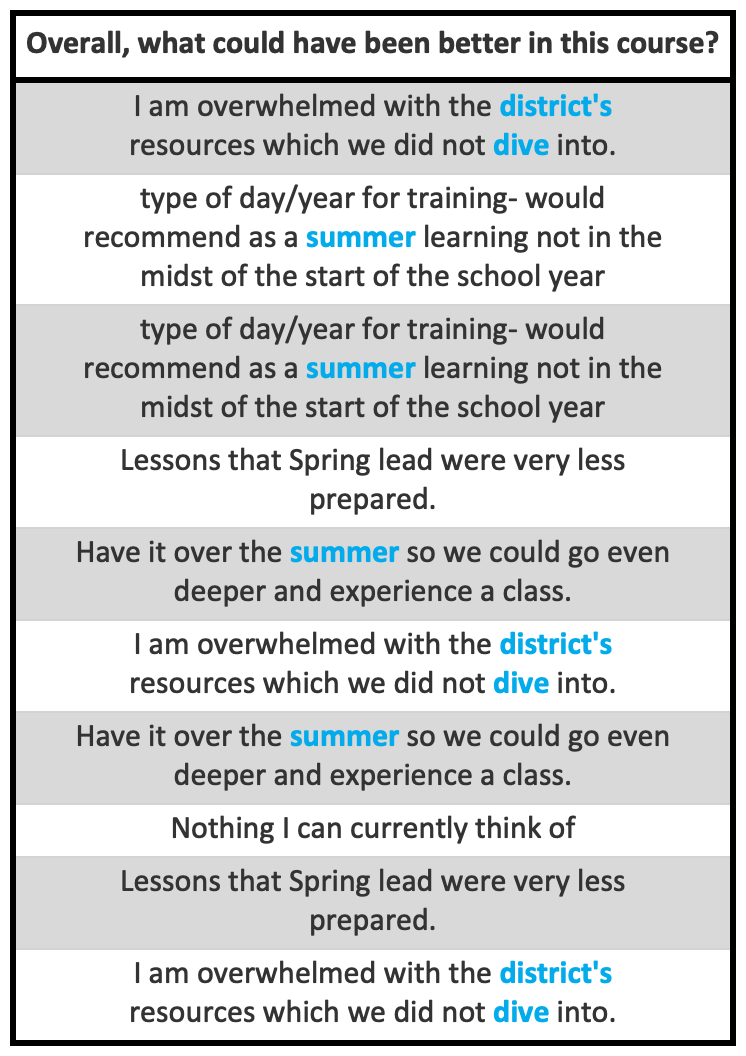 Overall, what could have been better in this course?
I am overwhelmed with the district's
resources which we did not dive into.
type of day/year for training- would
recommend as a summer learning not in the
midst of the start of the school year
type of day/year for training- would
recommend as a summer learning not in the
midst of the start of the school year
Lessons that Spring lead were very less
prepared.
Have it over the summer so we could go even
deeper and experience a class.
I am overwhelmed with the district's
resources which we did not dive into.
Have it over the summer so we could go even
deeper and experience a class.
Nothing I can currently think of
Lessons that Spring lead were very less
prepared.
I am overwhelmed with the district's
resources which we did not dive into.